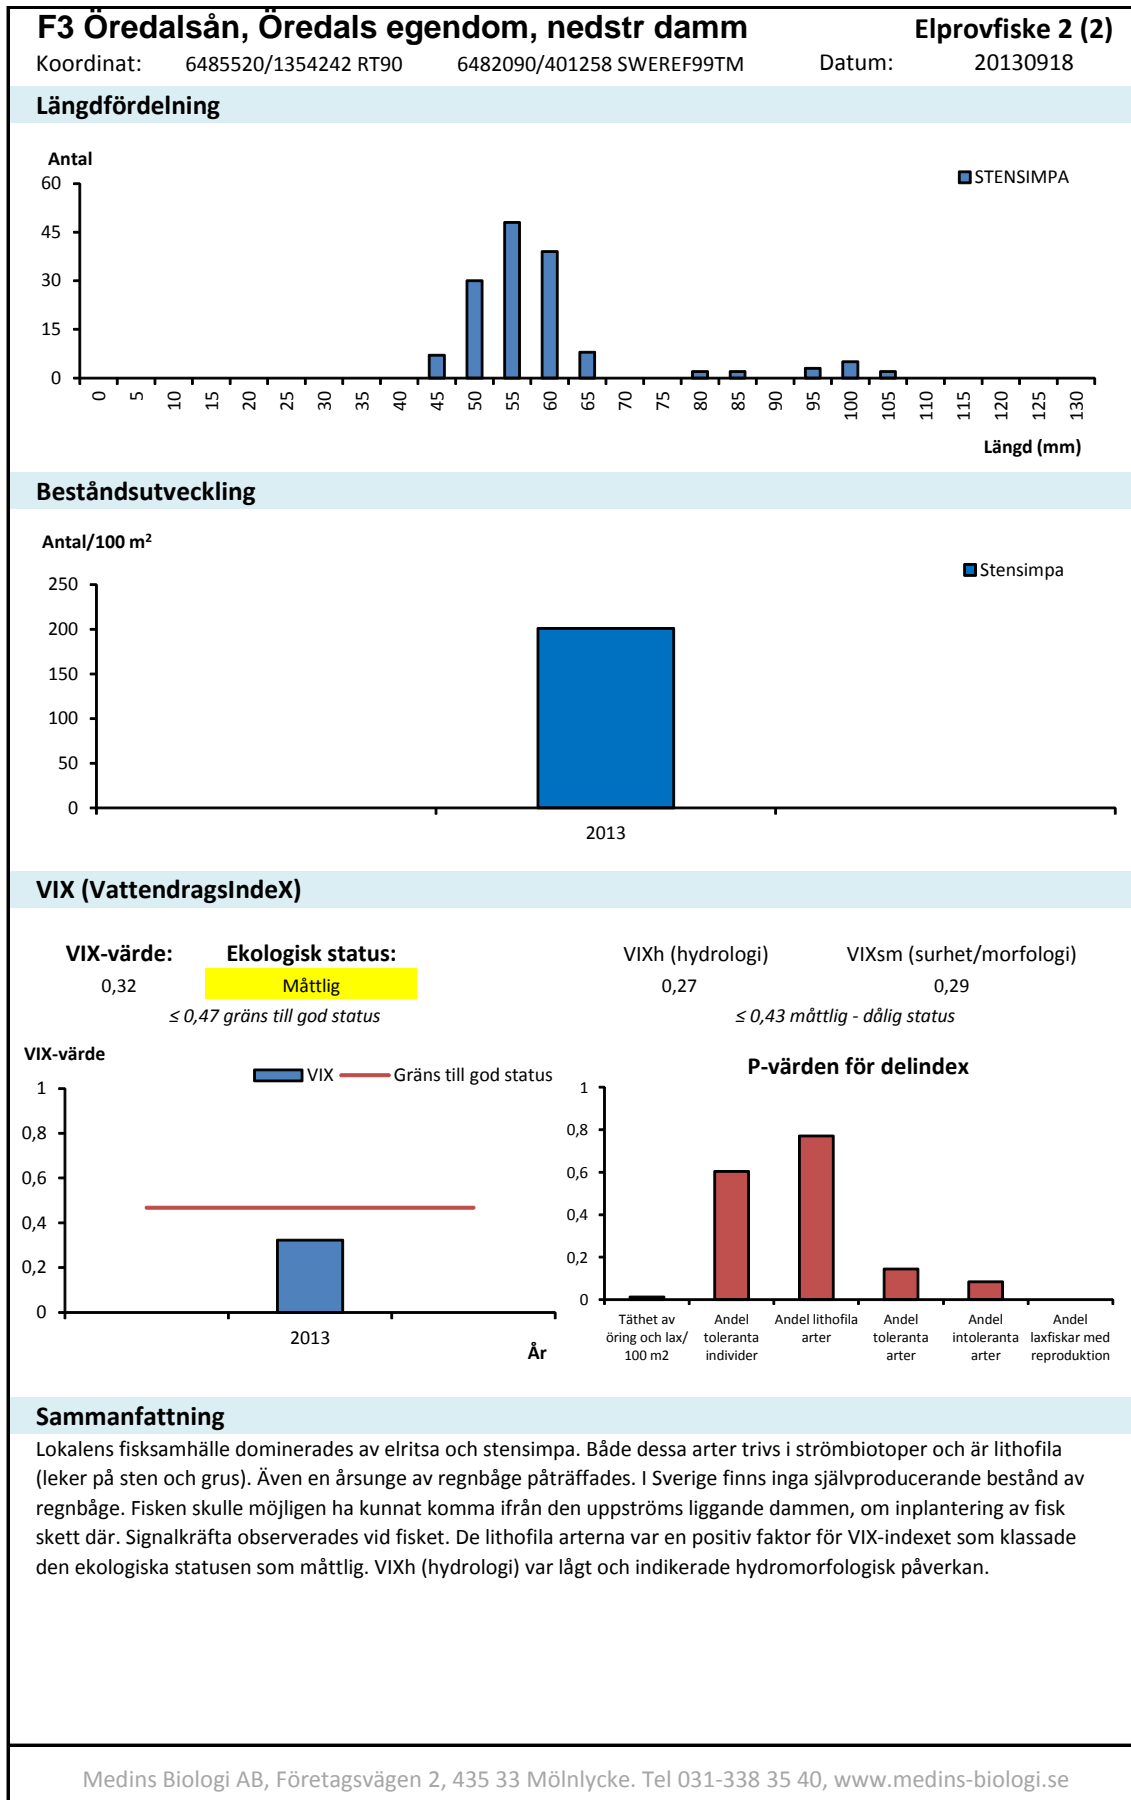 F3 Öredalsån, Öredals egendom, nedstr damm Elprovfiske 2 (2)
Koordinat: 6485520/1354242 RT90 6482090/401258 SWEREF99TM Datum: 20130918
Längdfördelning
Antal
STENSIMPA
60
45
30
15
0
0 5 10 15 20 25 30 35 40 45 50 55 60 65 70 75 80 85 90 95 100 105 110 115 120 125 130
Längd (mm)
Beståndsutveckling
Antal/100 m²
Stensimpa
250
200
150
100
50
0
2013
VIX (VattendragsIndeX)
VIX-värde: Ekologisk status: VIXh (hydrologi) VIXsm (surhet/morfologi)
0,32 Måttlig 0,27 0,29
≤ 0,47 gräns till god status ≤ 0,43 måttlig - dålig status
VIX-värde
VIX Gräns till god status
1
0,8
0,6
0,4
0,2
0
2013
År
P-värden för delindex
1
0,8
0,6
0,4
0,2
0
Täthet av Andel Andel lithofila Andel Andel Andel
öring och lax/ toleranta arter toleranta intoleranta laxfiskar med
100 m2 individer arter arter reproduktion
Sammanfattning
Lokalens fisksamhälle dominerades av elritsa och stensimpa. Både dessa arter trivs i strömbiotoper och är lithofila
(leker på sten och grus). Även en årsunge av regnbåge påträffades. I Sverige finns inga självproducerande bestånd av
regnbåge. Fisken skulle möjligen ha kunnat komma ifrån den uppströms liggande dammen, om inplantering av fisk
skett där. Signalkräfta observerades vid fisket. De lithofila arterna var en positiv faktor för VIX-indexet som klassade
den ekologiska statusen som måttlig. VIXh (hydrologi) var lågt och indikerade hydromorfologisk påverkan.
Medins Biologi AB, Företagsvägen 2, 435 33 Mölnlycke. Tel 031-338 35 40, www.medins-biologi.se